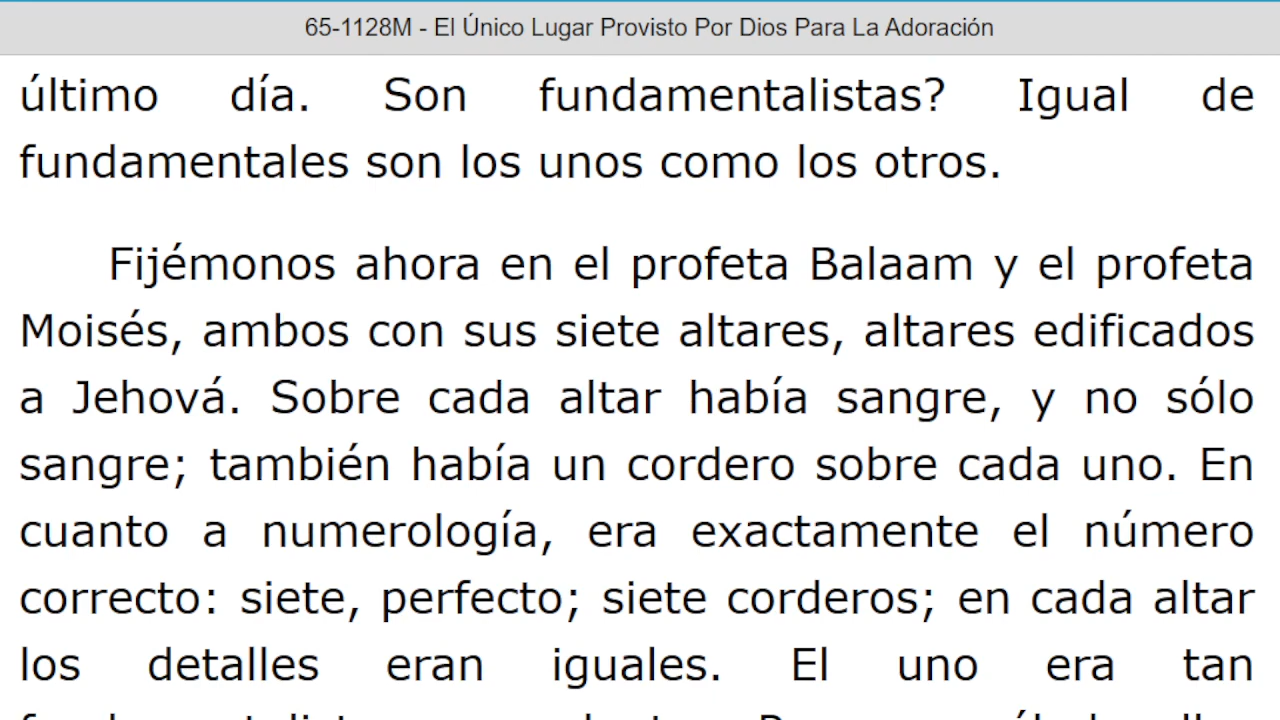 65-1128M - El Único Lugar Provisto Por Dios Para La Adoración
último día. Son fundamentalistas? Igual de
fundamentales son los unos como los otros.
Fijémonos ahora en el profeta Balaam y el profeta
Moisés, ambos con sus siete altares, altares edificados
a Jehová. Sobre cada altar había sangre, y no sólo
sangre; también había un cordero sobre cada uno. En
cuanto a numerología, era exactamente el número
correcto: siete, perfecto; siete corderos; en cada altar
los detalles eran iguales. El uno era tan